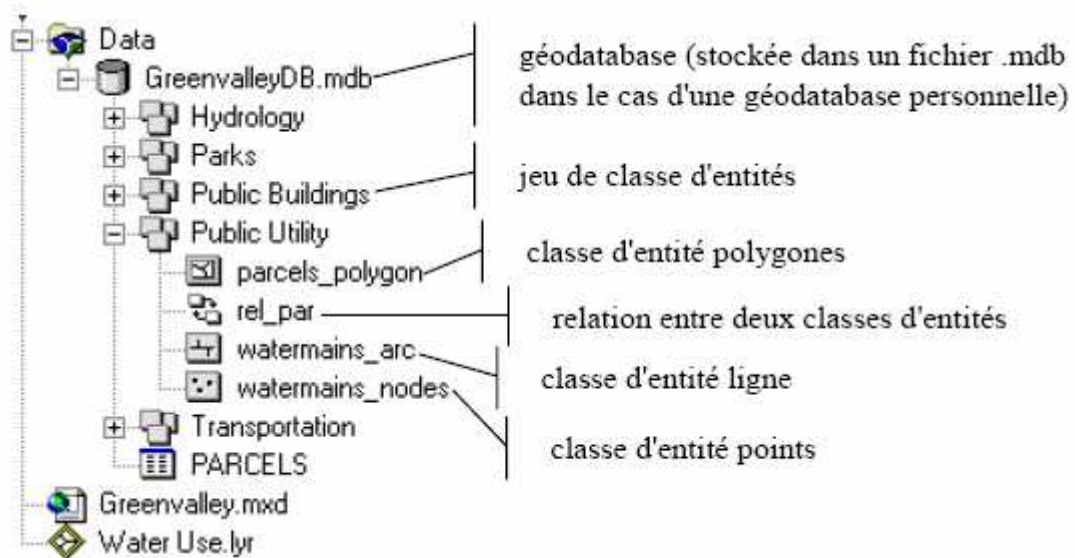 Data
GreenvalleyDB.mdb
Hydrology
Parks
Public Buildings
Public Utility
parcels_polygon
rel_par
watermains_arc
watermains_nodes
Transportation
PARCELS
Greenvalley.mxd
Water Use.lyr
géodatabase (stockée dans un fichier .mdb
dans le cas d'une géodatabase personnelle)
jeu de classe d'entités
classe d'entité polygones
relation entre deux classes d'entités
classe d'entité ligne
classe d'entité points